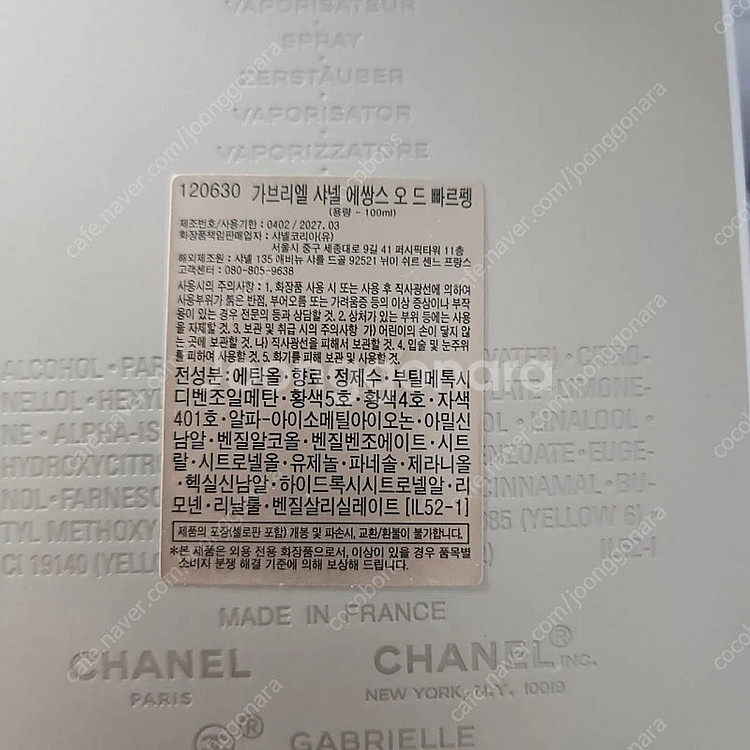 VAPORISATEUR
SPRAY
ZERSTÄUBER
VAPORISATOR
VAPORIZZATORE
120630 가브리엘 샤넬 에쌍스 오 드 빠르펭
(용량 - 100ml)
제조번호/사용기한 : 0402 / 2027. 03
화장품책임판매업자 : 샤넬코리아(유)
서울시 중구 세종대로 9길 41 퍼시픽타워 11층
해외제조원 : 샤넬 135 애비뉴 샤를 드골 92521 뉘이 쉬르 센느 프랑스
고객센터 : 080-805-9638
사용시의 주의사항 : 1. 화장품 사용 시 또는 사용 후 직사광선에 의하여
사용부위가 붉은 반점, 부어오름 또는 가려움증 등의 이상 증상이나 부작
용이 있는 경우 전문의 등과 상담할 것. 2. 상처가 있는 부위 등에는 사용
을 자제할 것. 3. 보관 및 취급 시의 주의사항 가) 어린이의 손이 닿지 않
는 곳에 보관할 것. 나) 직사광선을 피해서 보관할 것. 4. 입술 및 눈주위
를 피하여 사용할 것. 5. 화기를 피해 보관 및 사용할 것.
전성분 : 에탄올·향료·정제수·부틸메톡시
디벤조일메탄·황색5호·황색4호·자색
401호·알파-아이소메틸아이오논·아밀신
남알·벤질알코올·벤질벤조에이트·시트
랄·시트로넬올·유제놀·파네솔·제라니올
·헥실신남알·하이드록시시트로넬알·리
모넨·리날룰·벤질살리실레이트 [IL52-1]
제품의 포장(셀로판 포함) 개봉 및 파손시, 교환/환불이 불가합니다.
*본 제품은 외용 전용 화장품으로, 이상이 있을 경우 품목별
소비자 분쟁 해결 기준에 의해 보상해 드립니다.
ALCOHOL · WATER) ·
NELLOL · HEXYL
NE · ALPHA-IS · LINALOOL ·
HYDROXYCITR · EUGE-
NOL · FARNESO CINNAMAL · BU-
TYL METHOXY 85 (YELLOW 6) ·
CI 19140 (YELL IL52-1
MADE IN FRANCE
CHANEL
PARIS
CHANEL® INC.
NEW YORK, N.Y. 10019
® GABRIELLE
cocobonus
cafe.naver.com/joonggonara